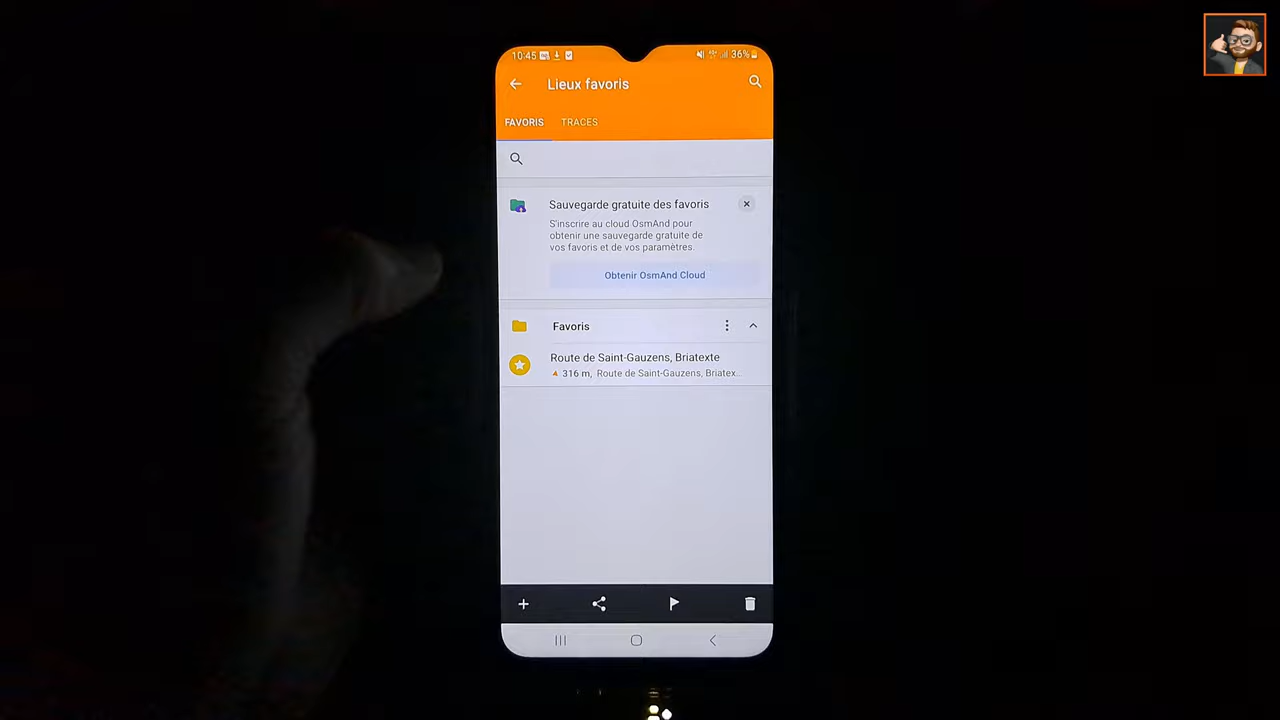 10:45
36%
Lieux favoris
FAVORIS
TRACES
Sauvegarde gratuite des favoris
S'inscrire au cloud OsmAnd pour
obtenir une sauvegarde gratuite de
vos favoris et de vos paramètres.
Obtenir OsmAnd Cloud
Favoris
Route de Saint-Gauzens, Briatexte
316 m, Route de Saint-Gauzens, Briatex...